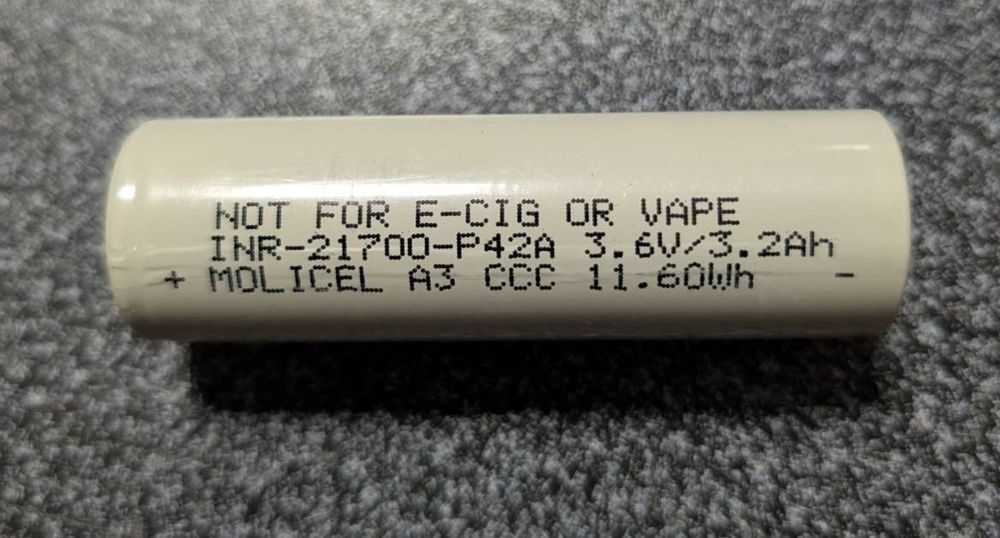 NOT FOR E-CIG OR VAPE
INR-21700-P42A 3.6V/3.2Ah
+ MOLICEL A3 CCC 11.60Wh -